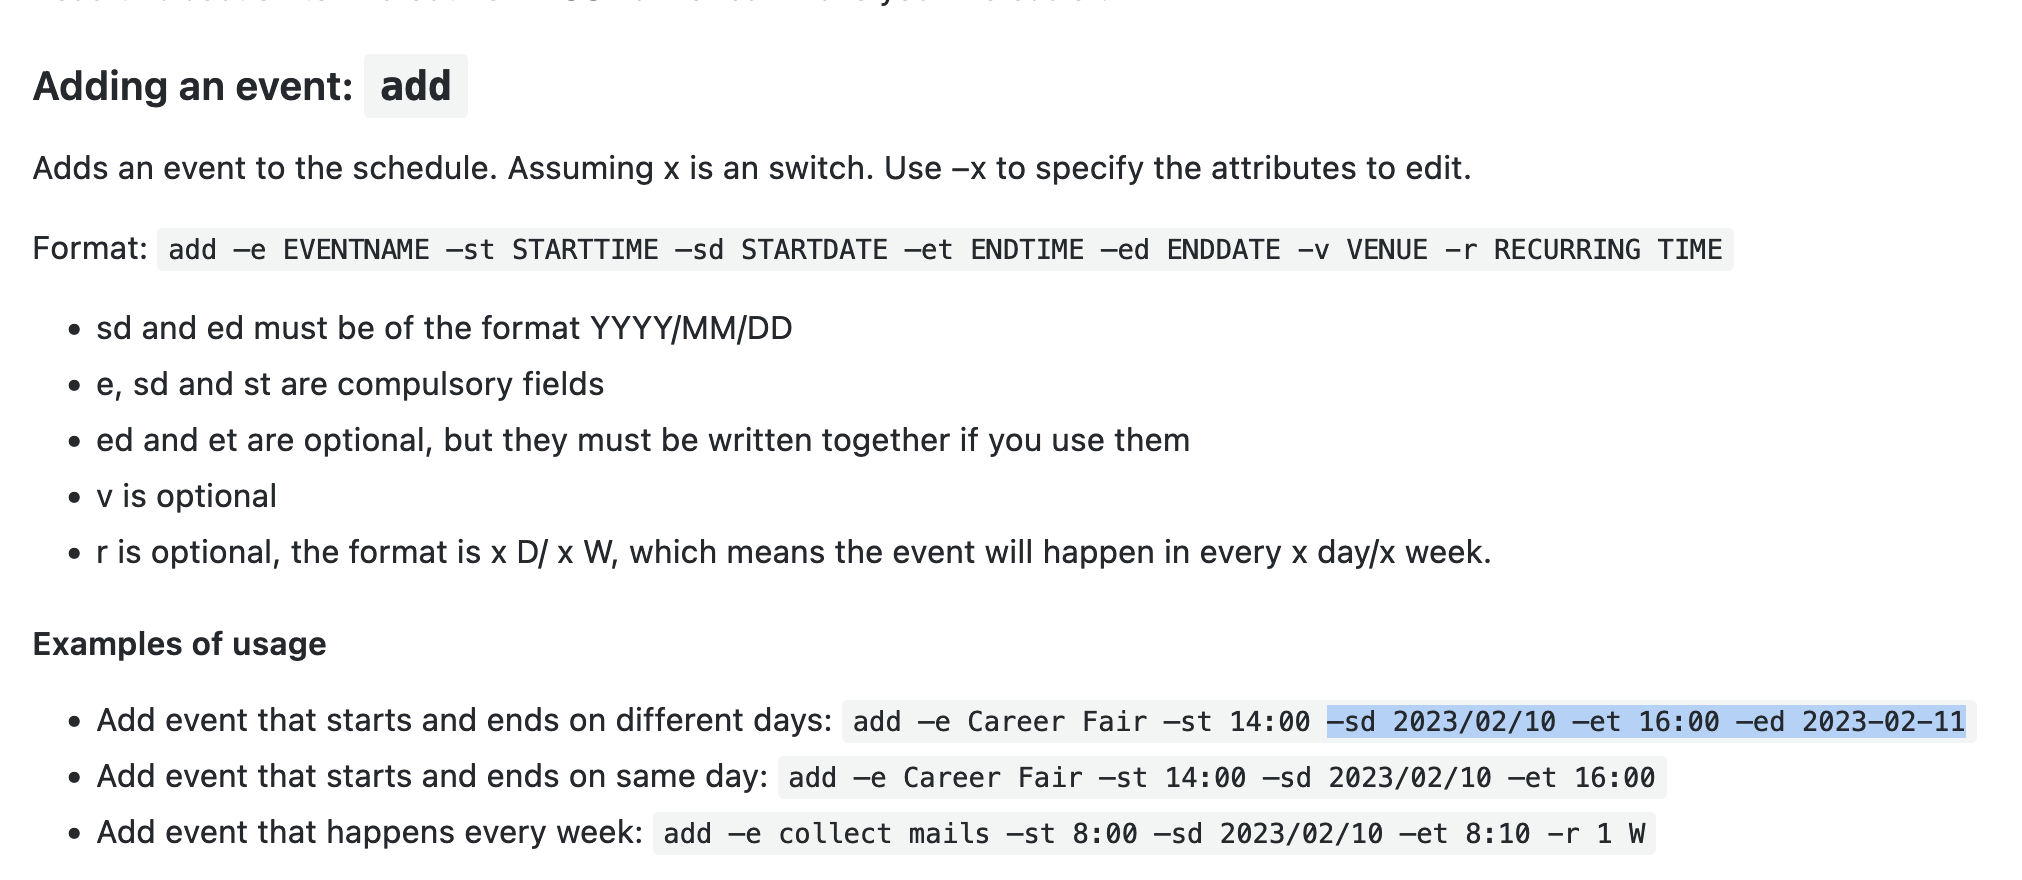 Adding an event: add
Adds an event to the schedule. Assuming x is an switch. Use –x to specify the attributes to edit.
Format: add –e EVENTNAME –st STARTTIME –sd STARTDATE –et ENDTIME –ed ENDDATE -v VENUE -r RECURRING TIME
• sd and ed must be of the format YYYY/MM/DD
• e, sd and st are compulsory fields
• ed and et are optional, but they must be written together if you use them
• v is optional
• r is optional, the format is x D/ x W, which means the event will happen in every x day/x week.
Examples of usage
• Add event that starts and ends on different days: add –e Career Fair –st 14:00 –sd 2023/02/10 –et 16:00 –ed 2023-02-11
• Add event that starts and ends on same day: add –e Career Fair –st 14:00 –sd 2023/02/10 –et 16:00
• Add event that happens every week: add –e collect mails –st 8:00 –sd 2023/02/10 –et 8:10 -r 1 W